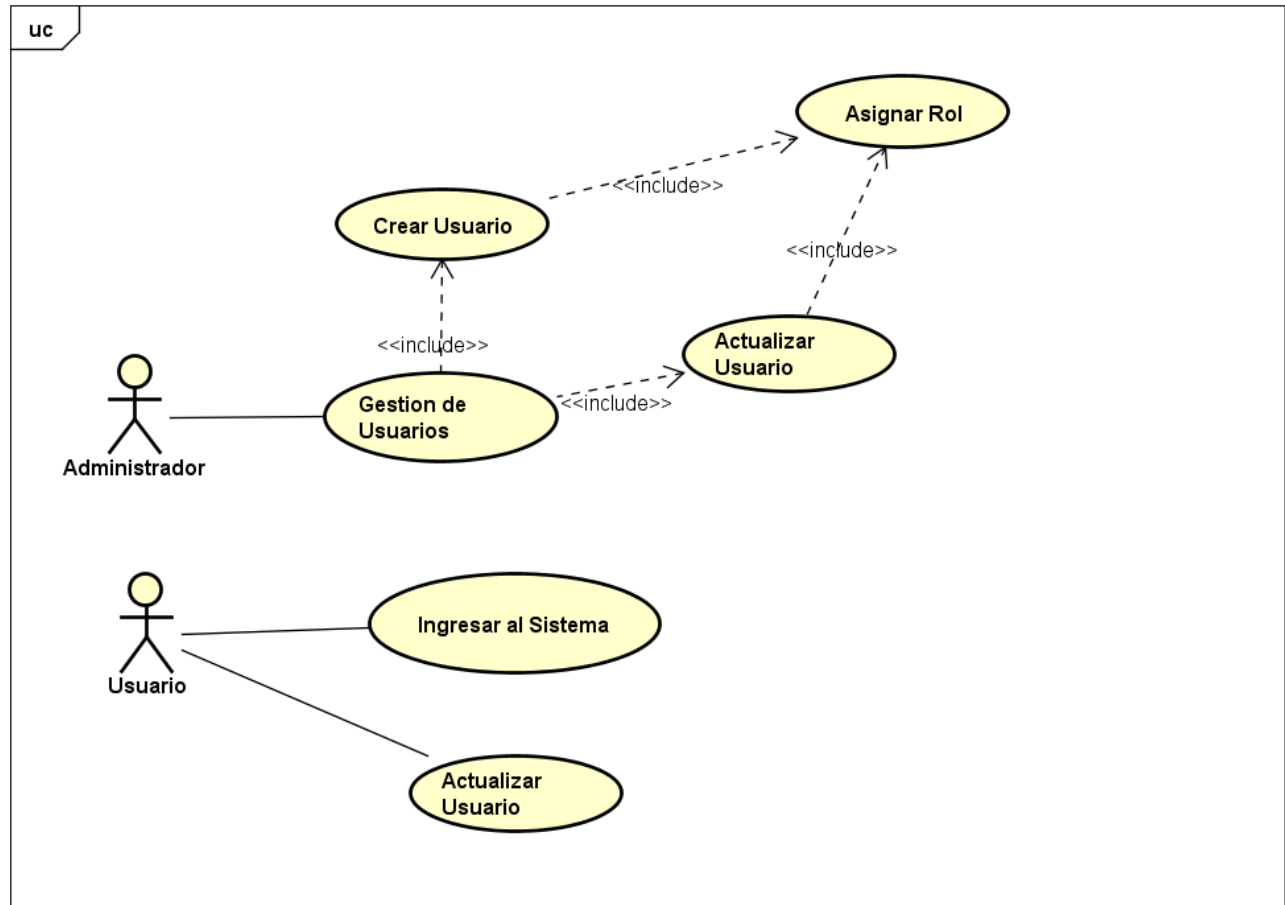 uc
Asignar Rol
<<include>>
Crear Usuario
<<include>>
Actualizar
Usuario
<<include>>
Gestion de
Usuarios
<<include>>
Administrador
Ingresar al Sistema
Usuario
Actualizar
Usuario